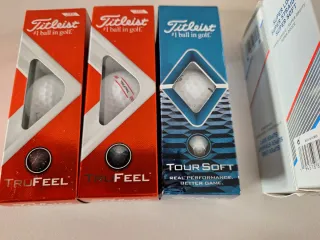 Titleist
#1 ball in golf.
TRUFEEL
Titleist
#1 ball in golf.
TRUFEEL
Titleist
#1 ball in golf.
TOUR SOFT
REAL PERFORMANCE.
BETTER GAME.